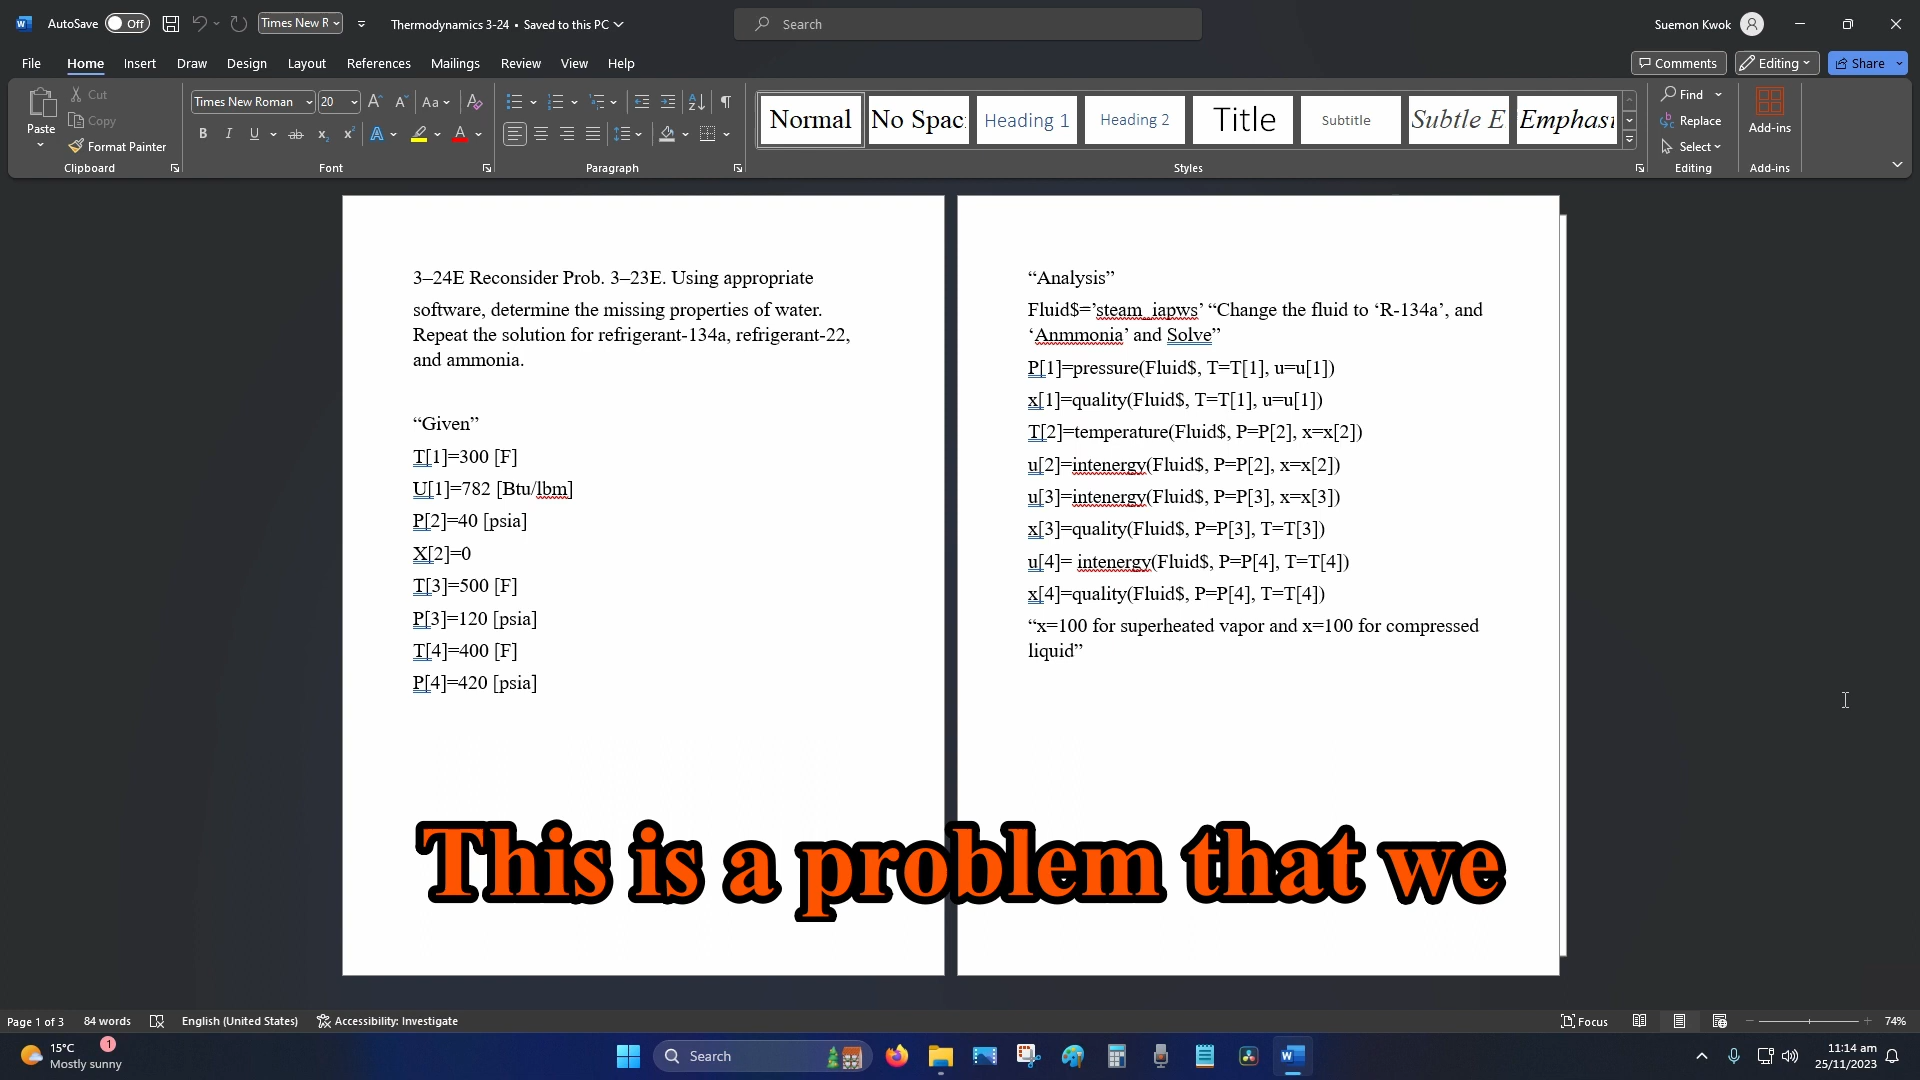 AutoSave Off Times New R Thermodynamics 3-24 • Saved to this PC Search Suemon Kwok
File Home Insert Draw Design Layout References Mailings Review View Help Comments Editing Share
Paste Cut Copy Format Painter
Clipboard
Times New Roman 20 Aa
B I U ab x₂ x² A A
Font
Paragraph
Normal No Spac Heading 1 Heading 2 Title Subtitle Subtle E Emphasi
Styles
Find
Replace
Select
Editing
Add-ins
Add-ins
3–24E Reconsider Prob. 3–23E. Using appropriate
software, determine the missing properties of water.
Repeat the solution for refrigerant-134a, refrigerant-22,
and ammonia.
“Given”
T[1]=300 [F]
U[1]=782 [Btu/lbm]
P[2]=40 [psia]
X[2]=0
T[3]=500 [F]
P[3]=120 [psia]
T[4]=400 [F]
P[4]=420 [psia]
“Analysis”
Fluid$=’steam_iapws’ “Change the fluid to ‘R-134a’, and
‘Anmmonia’ and Solve”
P[1]=pressure(Fluid$, T=T[1], u=u[1])
x[1]=quality(Fluid$, T=T[1], u=u[1])
T[2]=temperature(Fluid$, P=P[2], x=x[2])
u[2]=intenergy(Fluid$, P=P[2], x=x[2])
u[3]=intenergy(Fluid$, P=P[3], x=x[3])
x[3]=quality(Fluid$, P=P[3], T=T[3])
u[4]= intenergy(Fluid$, P=P[4], T=T[4])
x[4]=quality(Fluid$, P=P[4], T=T[4])
“x=100 for superheated vapor and x=100 for compressed
liquid”
This is a problem that we
Page 1 of 3 84 words English (United States) Accessibility: Investigate Focus 74%
15°C
Mostly sunny
1
Search
11:14 am
25/11/2023